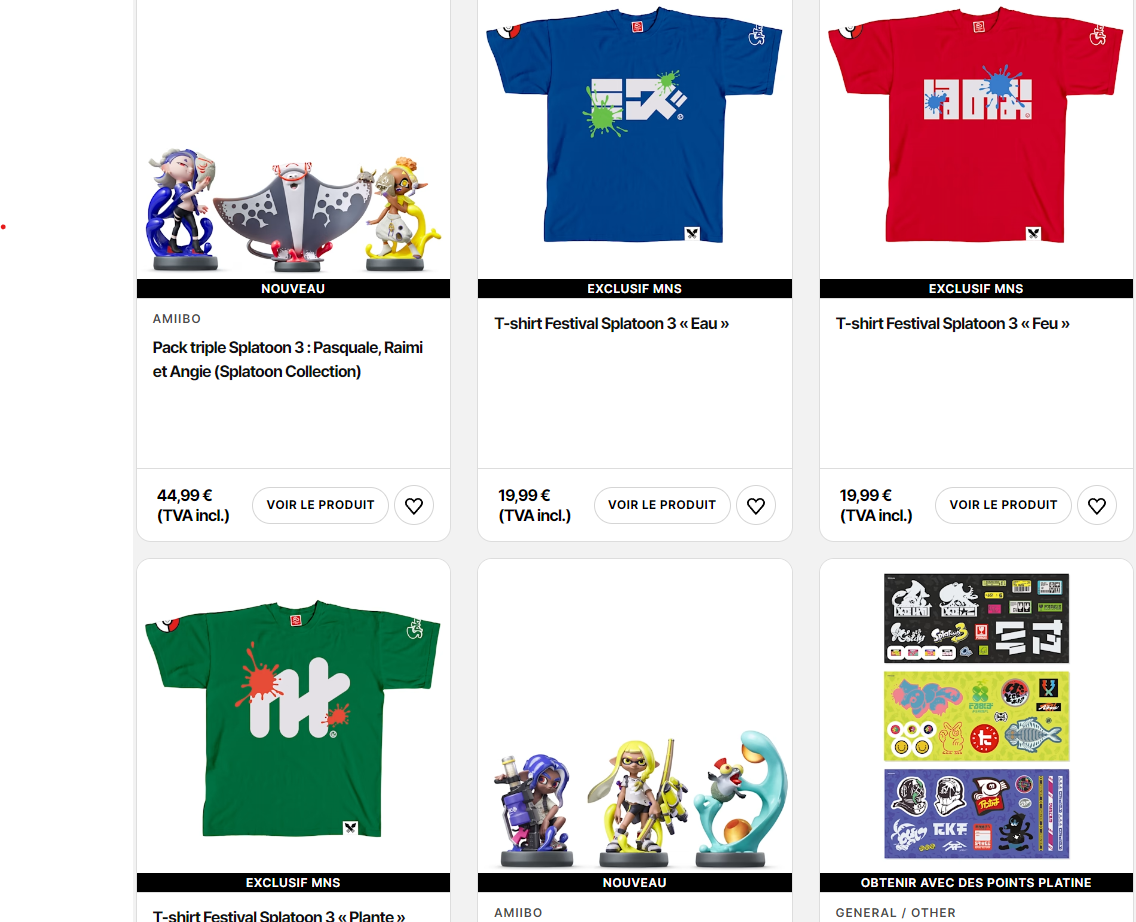 NOUVEAU
EXCLUSIF MNS
EXCLUSIF MNS
AMIIBO
Pack triple Splatoon 3 : Pasquale, Raimi
et Angie (Splatoon Collection)
T-shirt Festival Splatoon 3 « Eau »
T-shirt Festival Splatoon 3 « Feu »
44,99 €
(TVA incl.)
VOIR LE PRODUIT
19,99 €
(TVA incl.)
VOIR LE PRODUIT
19,99 €
(TVA incl.)
VOIR LE PRODUIT
Splatoon 3
EXCLUSIF MNS
NOUVEAU
OBTENIR AVEC DES POINTS PLATINE
T-shirt Festival Splatoon 3 « Plante »
AMIIBO
GENERAL / OTHER